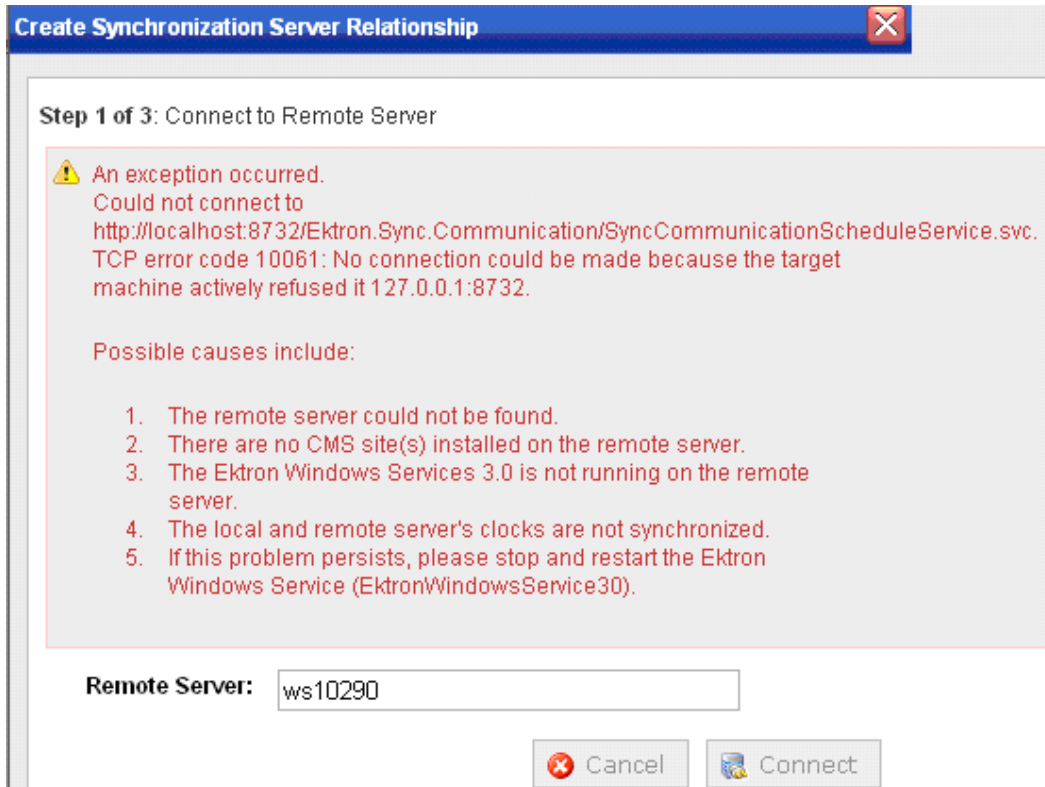 Create Synchronization Server Relationship
Step 1 of 3: Connect to Remote Server
An exception occurred.
Could not connect to
http://localhost:8732/Ektron.Sync.Communication/SyncCommunicationScheduleService.svc.
TCP error code 10061: No connection could be made because the target
machine actively refused it 127.0.0.1:8732.
Possible causes include:
1. The remote server could not be found.
2. There are no CMS site(s) installed on the remote server.
3. The Ektron Windows Services 3.0 is not running on the remote
server.
4. The local and remote server's clocks are not synchronized.
5. If this problem persists, please stop and restart the Ektron
Windows Service (EktronWindowsService30).
Remote Server: ws10290
Cancel Connect